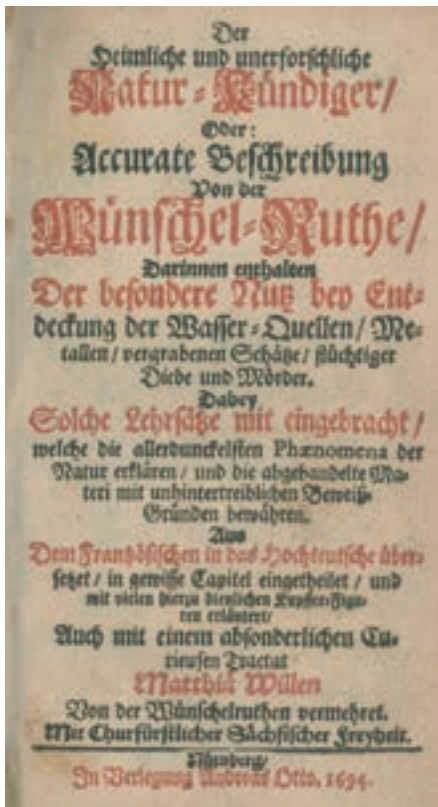 Der
Heimliche und unerforschliche
Natur-Kündiger/
Oder:
Accurate Beschreibung
Von der
Wünschel-Ruthe/
Darinnen enthalten
Der besondere Nutz bey Ent-
deckung der Wasser-Quellen/ Me-
tallen/ vergrabenen Schätze/ flüchtiger
Diebe und Mörder.
Dabey
Solche Lehrsätze mit eingebracht/
welche die allerdunckelsten Phænomena der
Natur erklären/ und die abgehandelte Ma-
teri mit unhintertreiblichen Beweiß-
Gründen bewähren.
Aus
Dem Frantzösischen in das Hochteutsche über-
setzet/ in gewisse Capitel eingetheilet/ und
mit vielen hierzu dienlichen Kupffer-Figu-
ren erläutert/
Auch mit einem absonderlichen Cu-
rieusen Tractat
Matthiä Willen
Von der Wünschelruthen vermehret.
Mit Churfürstlicher Sächsischer Freyheit.
Nürnberg/
In Verlegung Andreas Otto. 1694.